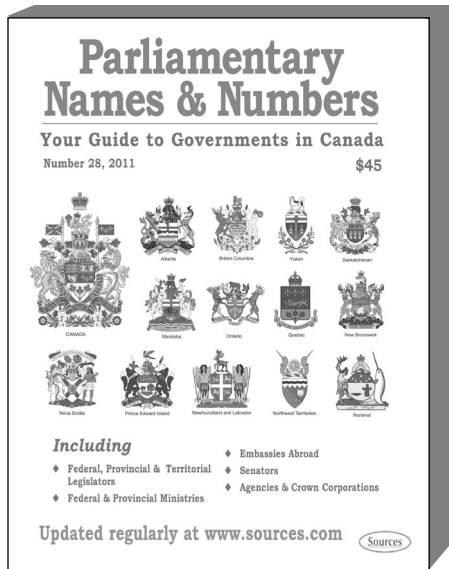 Parliamentary
Names & Numbers
Your Guide to Governments in Canada
Number 28, 2011
$45
CANADA
Alberta
British Columbia
Yukon
Saskatchewan
Manitoba
Ontario
Quebec
New Brunswick
Nova Scotia
Prince Edward Island
Newfoundland and Labrador
Northwest Territories
Nunavut
Including
♦ Federal, Provincial & Territorial
Legislators
♦ Federal & Provincial Ministries
♦ Embassies Abroad
♦ Senators
♦ Agencies & Crown Corporations
Updated regularly at www.sources.com
Sources